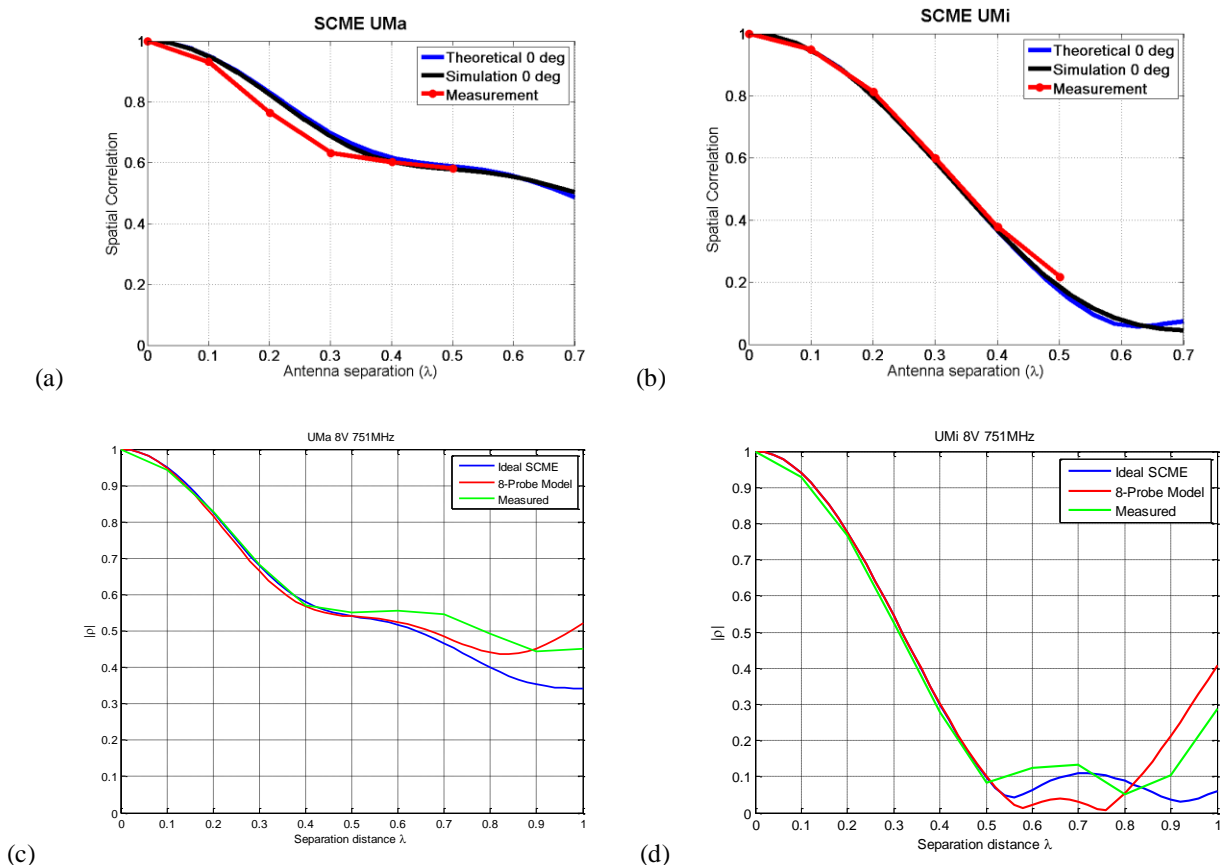 SCME UMa
Theoretical 0 deg
Simulation 0 deg
Measurement
Spatial Correlation
1
0.8
0.6
0.4
0.2
0
0 0.1 0.2 0.3 0.4 0.5 0.6 0.7
Antenna separation (λ)
(a)
SCME UMi
Theoretical 0 deg
Simulation 0 deg
Measurement
Spatial Correlation
1
0.8
0.6
0.4
0.2
0
0 0.1 0.2 0.3 0.4 0.5 0.6 0.7
Antenna separation (λ)
(b)
UMa 8V 751MHz
Ideal SCME
8-Probe Model
Measured
|ρ|
1
0.9
0.8
0.7
0.6
0.5
0.4
0.3
0.2
0.1
0
0 0.1 0.2 0.3 0.4 0.5 0.6 0.7 0.8 0.9 1
Separation distance λ
(c)
UMi 8V 751MHz
Ideal SCME
8-Probe Model
Measured
|ρ|
1
0.9
0.8
0.7
0.6
0.5
0.4
0.3
0.2
0.1
0
0 0.1 0.2 0.3 0.4 0.5 0.6 0.7 0.8 0.9 1
Separation distance λ
(d)